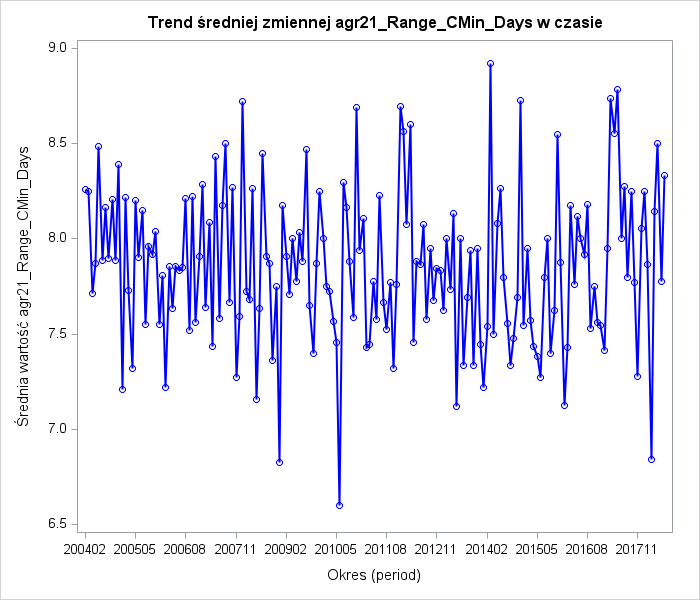 Trend średniej zmiennej agr21_Range_CMin_Days w czasie
9.0
8.5
8.0
7.5
7.0
6.5
Średnia wartość agr21_Range_CMin_Days
200402 200505 200608 200711 200902 201005 201108 201211 201402 201505 201608 201711
Okres (period)